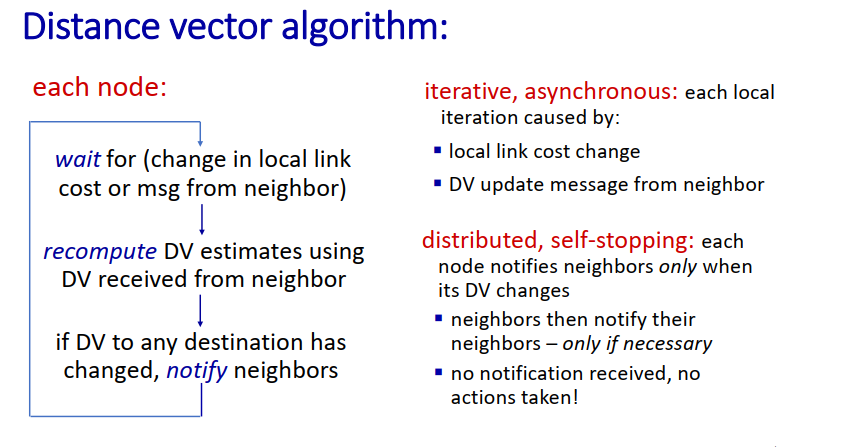 Distance vector algorithm:
each node:
wait for (change in local link
cost or msg from neighbor)
recompute DV estimates using
DV received from neighbor
if DV to any destination has
changed, notify neighbors
iterative, asynchronous: each local
iteration caused by:
▪ local link cost change
▪ DV update message from neighbor
distributed, self-stopping: each
node notifies neighbors only when
its DV changes
▪ neighbors then notify their
neighbors – only if necessary
▪ no notification received, no
actions taken!